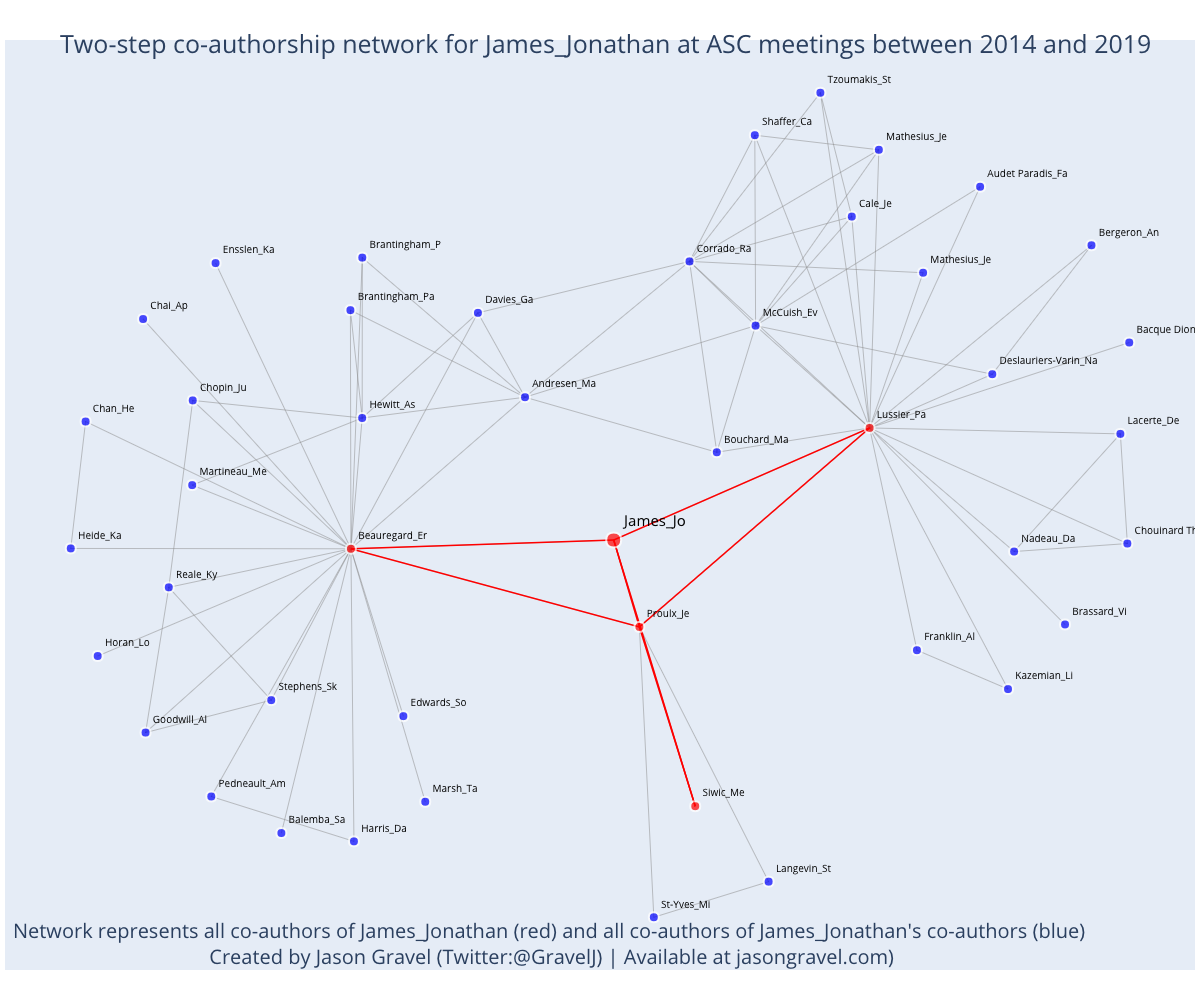 Two-step co-authorship network for James_Jonathan at ASC meetings between 2014 and 2019
Tzoumakis_St
Shaffer_Ca
Mathesius_Je
Audet Paradis_Fa
Cale_Je
Bergeron_An
Brantingham_P
Ensslen_Ka
Corrado_Ra
Mathesius_Je
Brantingham_Pa
Davies_Ga
Chai_Ap
McCuish_Ev
Bacque Dion
Deslauriers-Varin_Na
Andresen_Ma
Chopin_Ju
Hewitt_As
Chan_He
Lussier_Pa
Lacerte_De
Bouchard_Ma
Martineau_Me
James_Jo
Heide_Ka
Beauregard_Er
Nadeau_Da
Chouinard Th
Reale_Ky
Proulx_Je
Brassard_Vi
Horan_Lo
Franklin_Al
Kazemian_Li
Stephens_Sk
Edwards_So
Goodwill_Al
Pedneault_Am
Marsh_Ta
Siwic_Me
Balemba_Sa
Harris_Da
Langevin_St
St-Yves_Mi
Network represents all co-authors of James_Jonathan (red) and all co-authors of James_Jonathan's co-authors (blue)
Created by Jason Gravel (Twitter:@GravelJ) | Available at jasongravel.com)